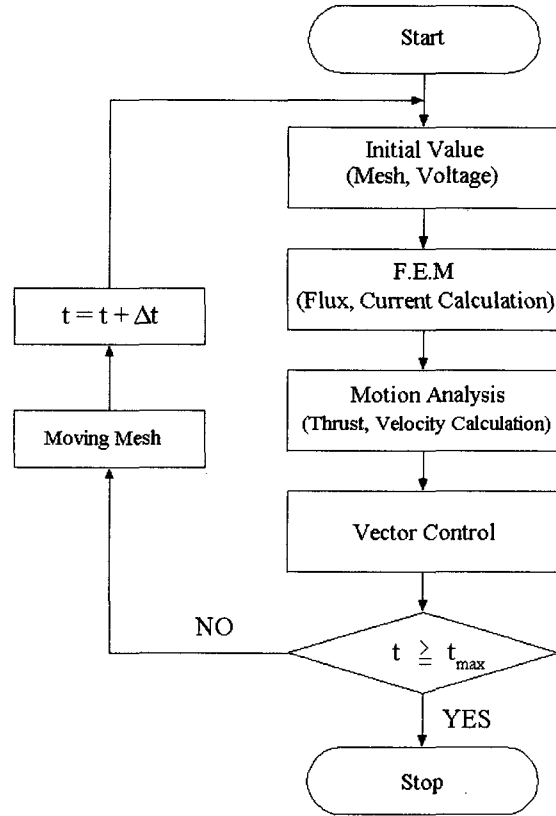 Start
Initial Value
(Mesh, Voltage)
F.E.M
(Flux, Current Calculation)
t = t + Δt
Motion Analysis
(Thrust, Velocity Calculation)
Moving Mesh
Vector Control
NO
t ≧ t_max
YES
Stop